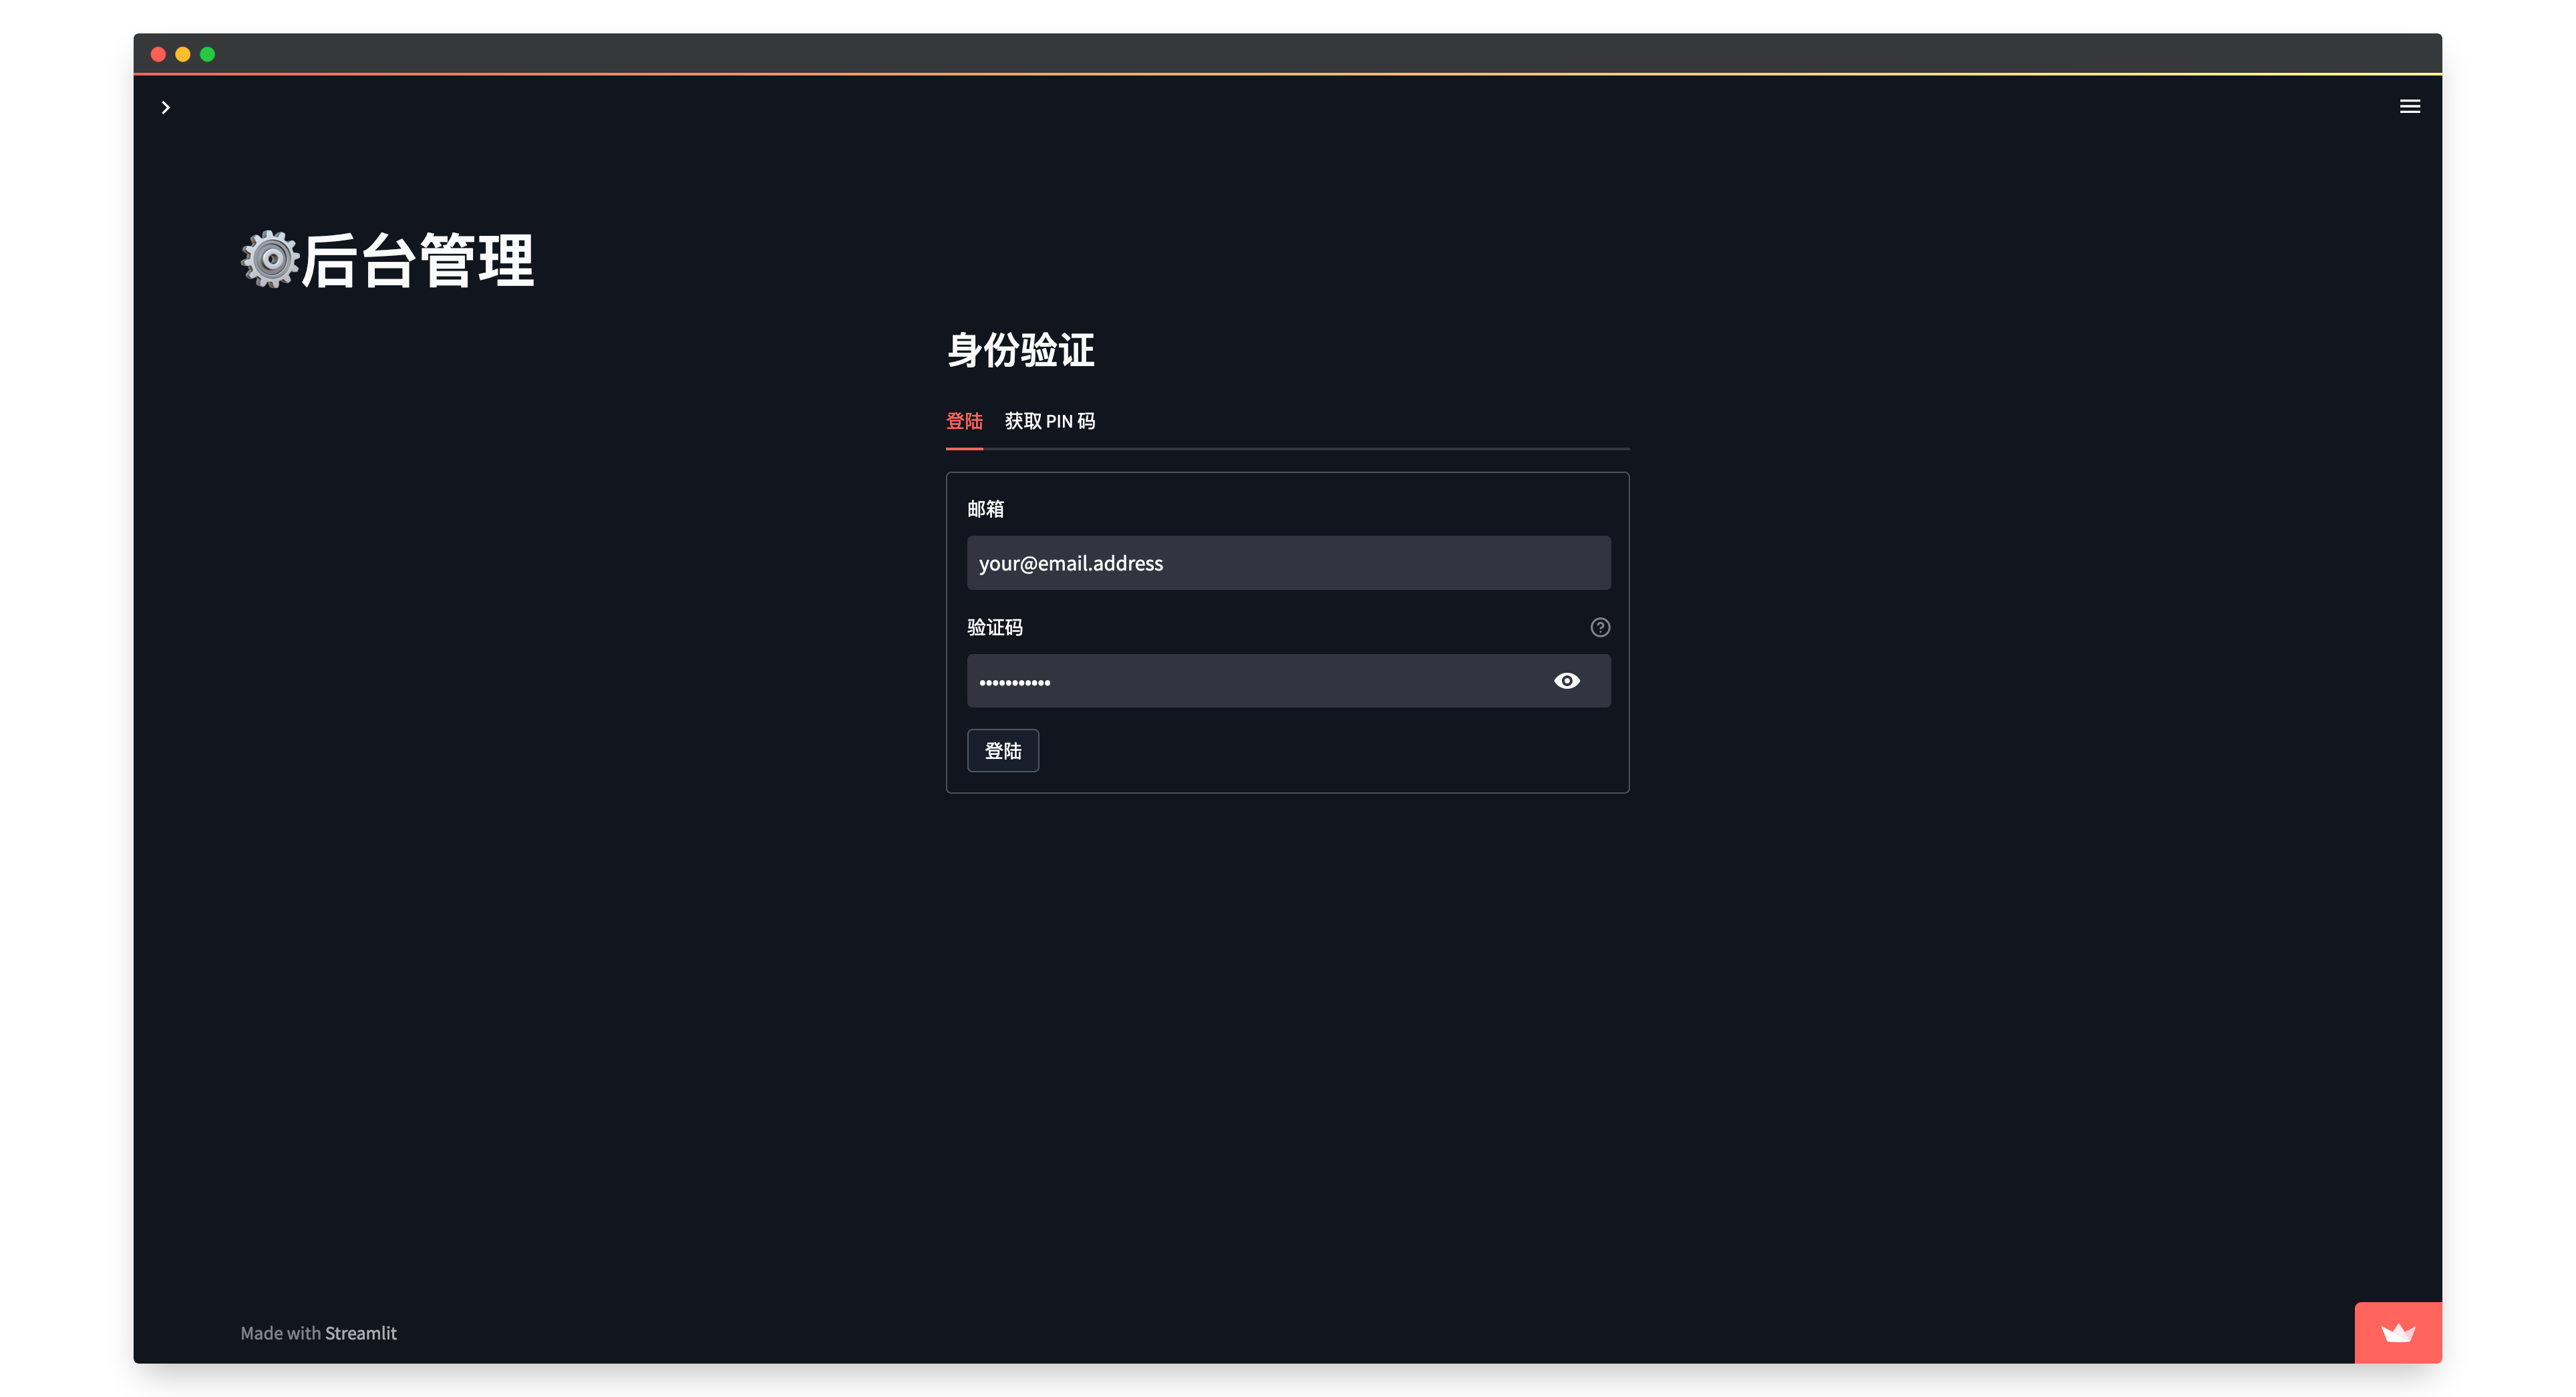 ⚙️后台管理
身份验证
登陆 获取 PIN 码
邮箱
your@email.address
验证码
•••••••••••
登陆
Made with Streamlit